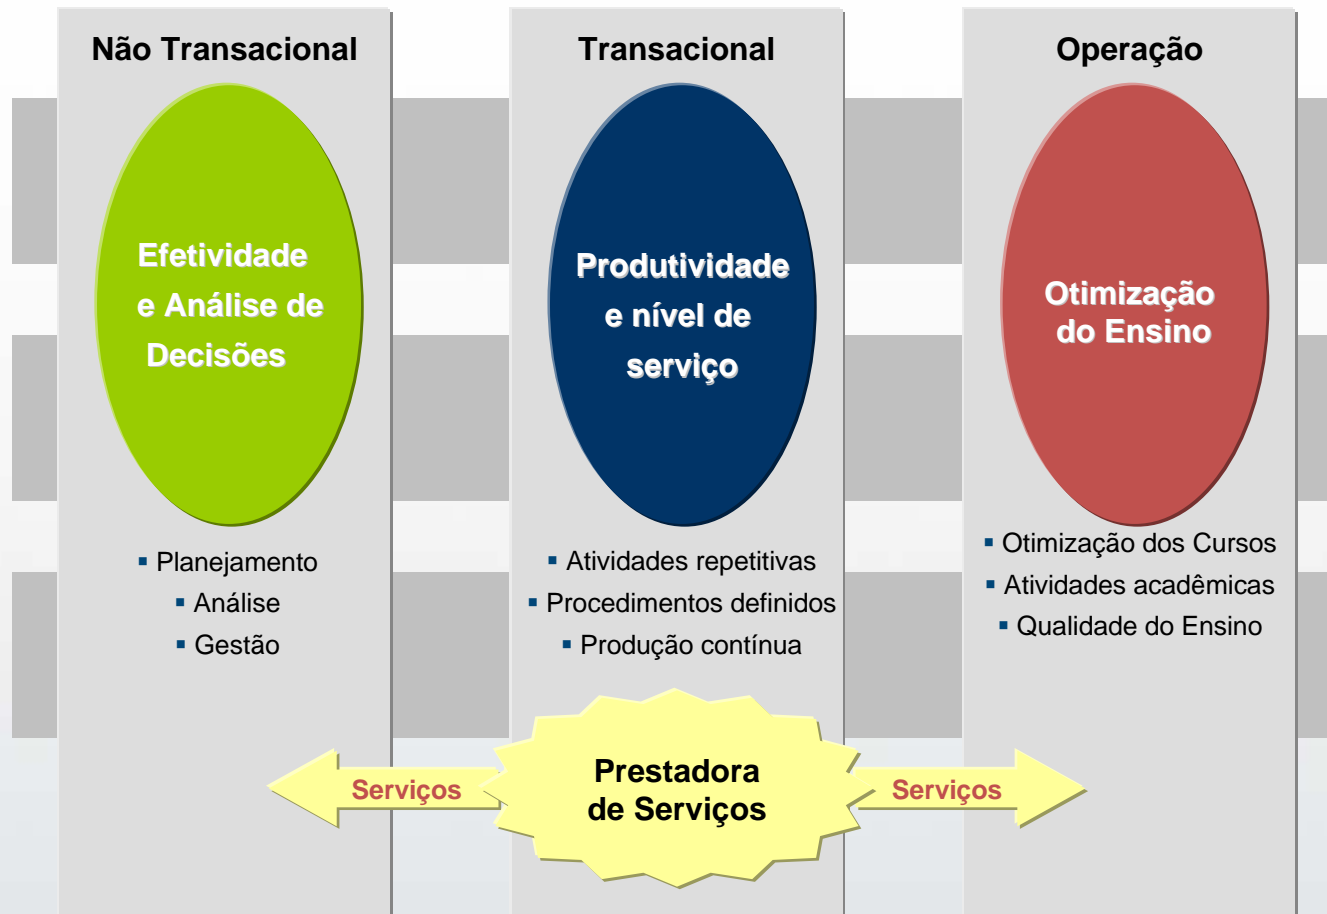 Não Transacional
Efetividade
e Análise de
Decisões
▪ Planejamento
▪ Análise
▪ Gestão
Transacional
Produtividade
e nível de
serviço
▪ Atividades repetitivas
▪ Procedimentos definidos
▪ Produção contínua
Operação
Otimização
do Ensino
▪ Otimização dos Cursos
▪ Atividades acadêmicas
▪ Qualidade do Ensino
Serviços
Prestadora
de Serviços
Serviços